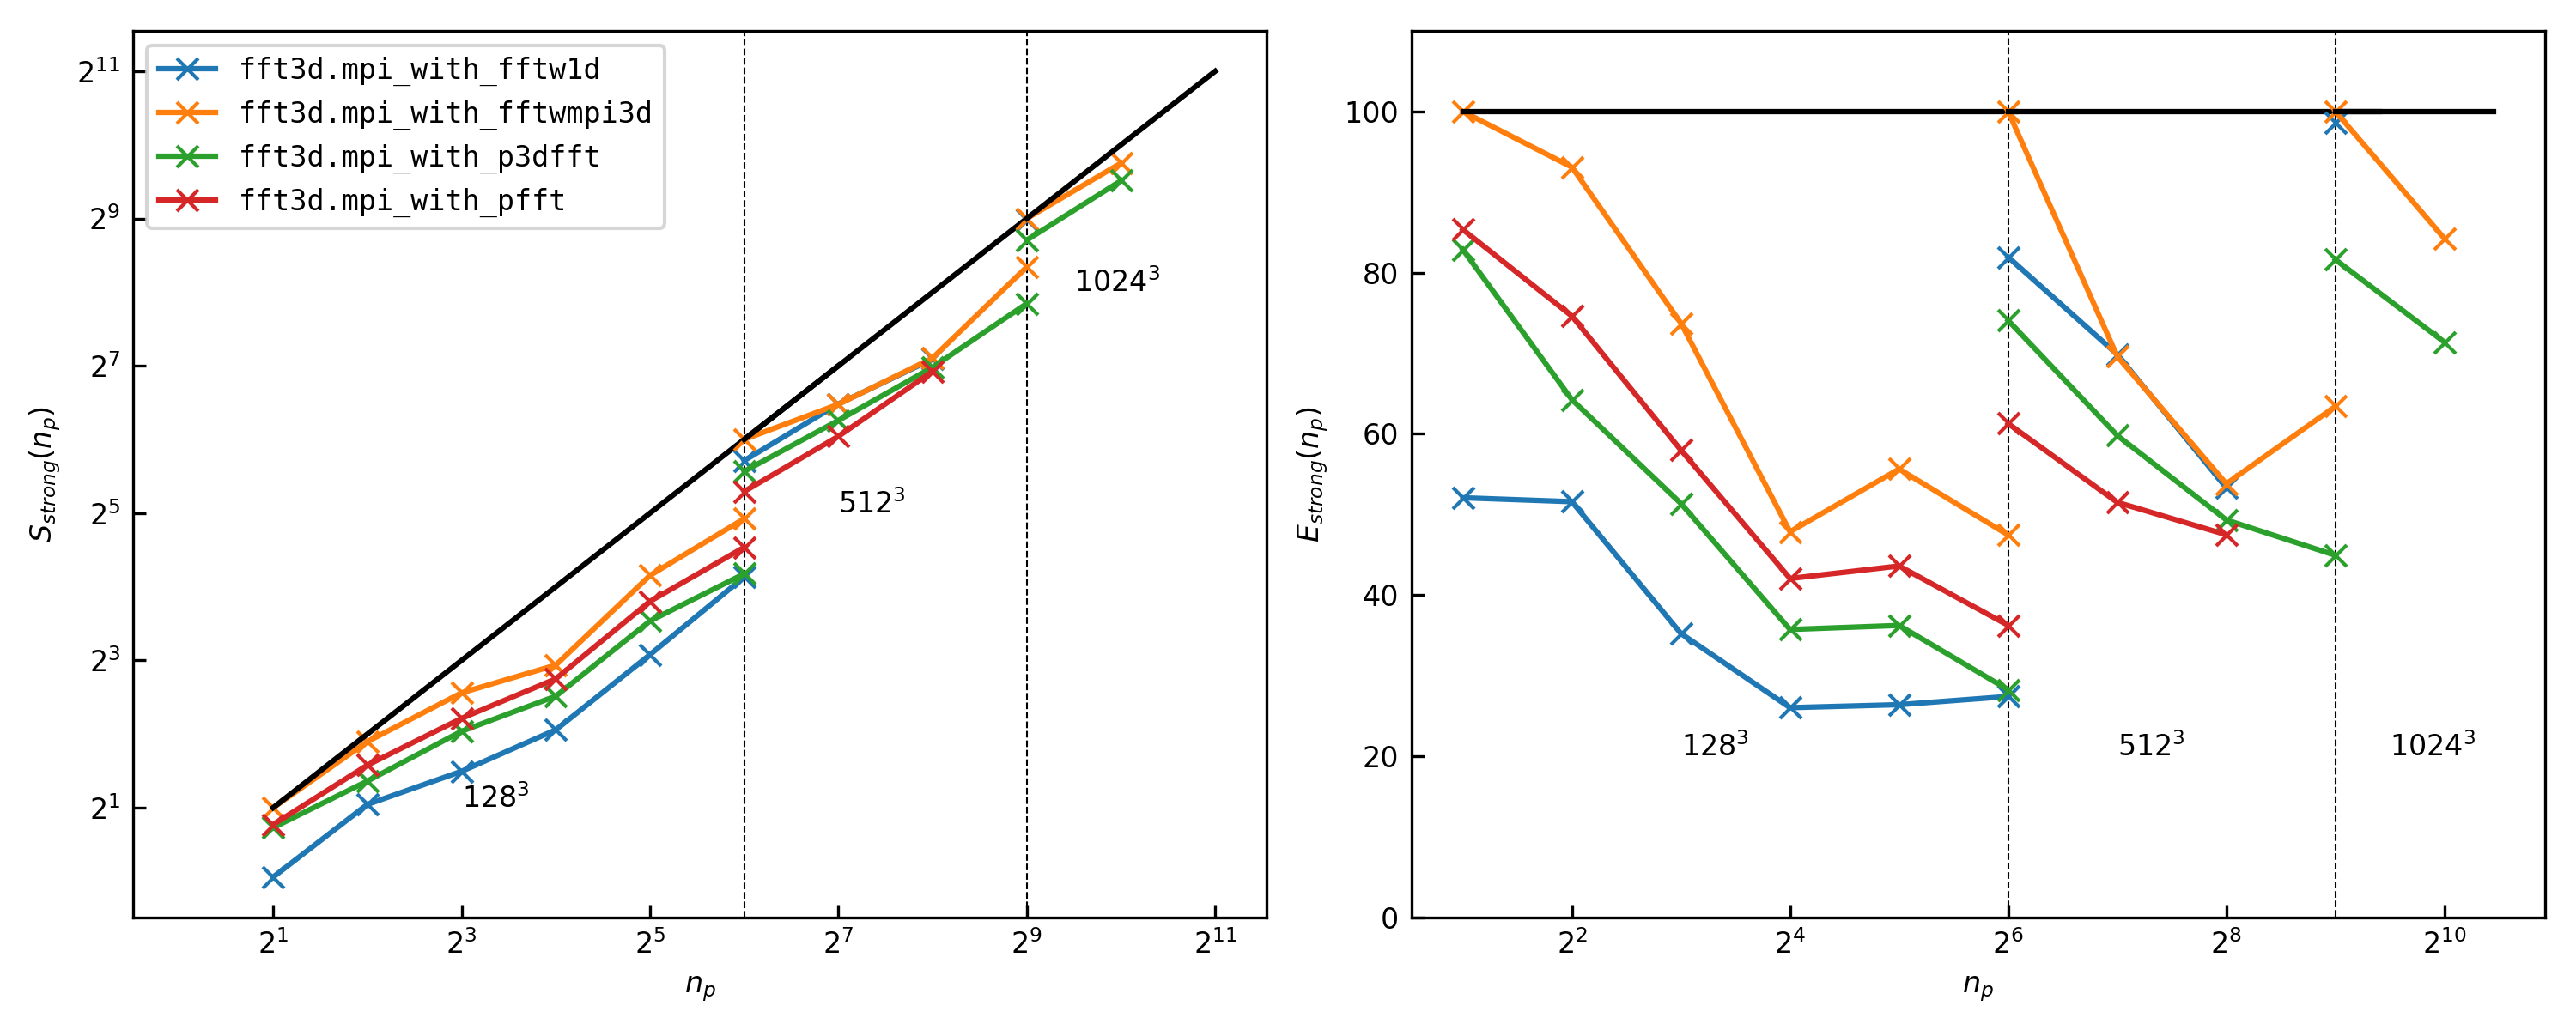 2^11
2^9
2^7
2^5
2^3
2^1
S_strong(n_p)
fft3d.mpi_with_fftw1d
fft3d.mpi_with_fftwmpi3d
fft3d.mpi_with_p3dfft
fft3d.mpi_with_pfft
1024^3
512^3
128^3
2^1 2^3 2^5 2^7 2^9 2^11
n_p
100
80
60
40
20
0
E_strong(n_p)
128^3 512^3 1024^3
2^2 2^4 2^6 2^8 2^10
n_p